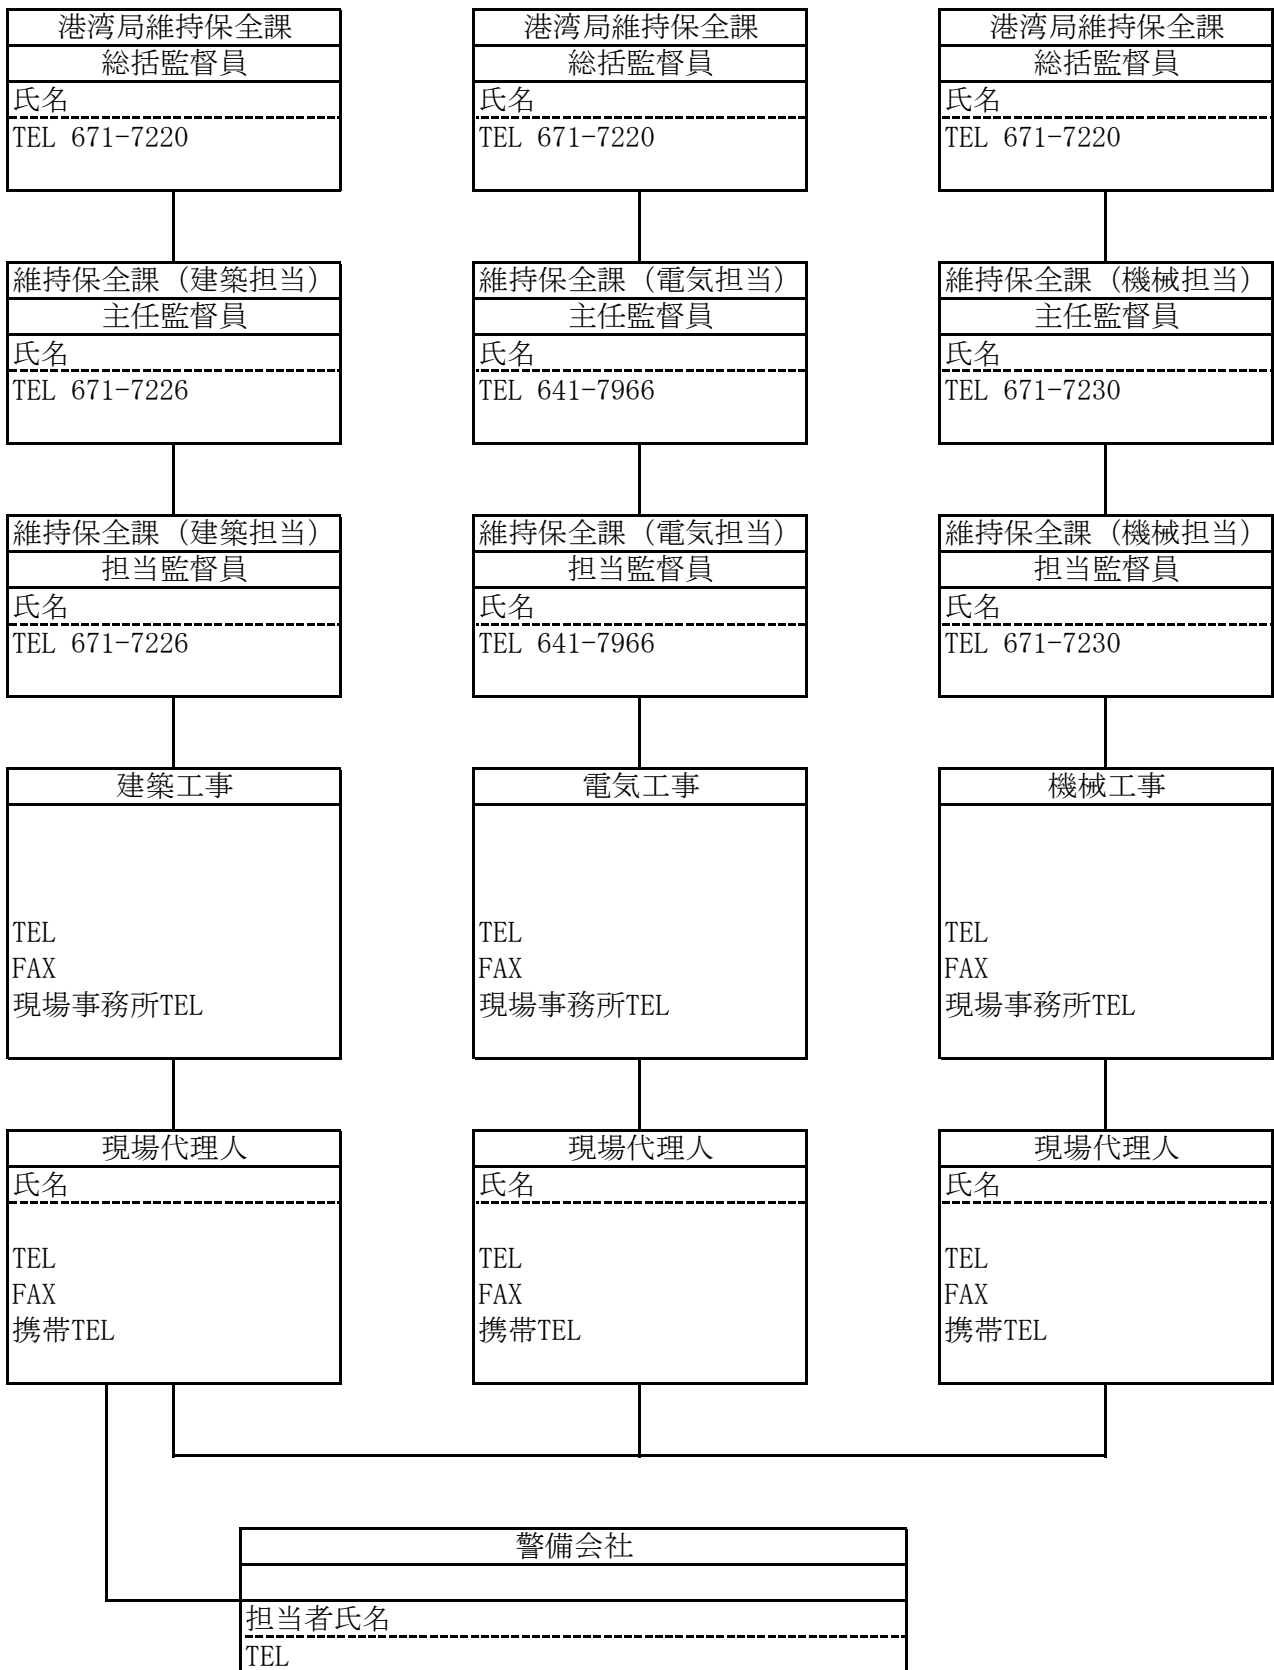 港湾局維持保全課
総括監督員
氏名
TEL 671-7220
港湾局維持保全課
総括監督員
氏名
TEL 671-7220
港湾局維持保全課
総括監督員
氏名
TEL 671-7220
維持保全課（建築担当）
主任監督員
氏名
TEL 671-7226
維持保全課（電気担当）
主任監督員
氏名
TEL 641-7966
維持保全課（機械担当）
主任監督員
氏名
TEL 671-7230
維持保全課（建築担当）
担当監督員
氏名
TEL 671-7226
維持保全課（電気担当）
担当監督員
氏名
TEL 641-7966
維持保全課（機械担当）
担当監督員
氏名
TEL 671-7230
建築工事
TEL
FAX
現場事務所TEL
電気工事
TEL
FAX
現場事務所TEL
機械工事
TEL
FAX
現場事務所TEL
現場代理人
氏名
TEL
FAX
携帯TEL
現場代理人
氏名
TEL
FAX
携帯TEL
現場代理人
氏名
TEL
FAX
携帯TEL
警備会社
担当者氏名
TEL